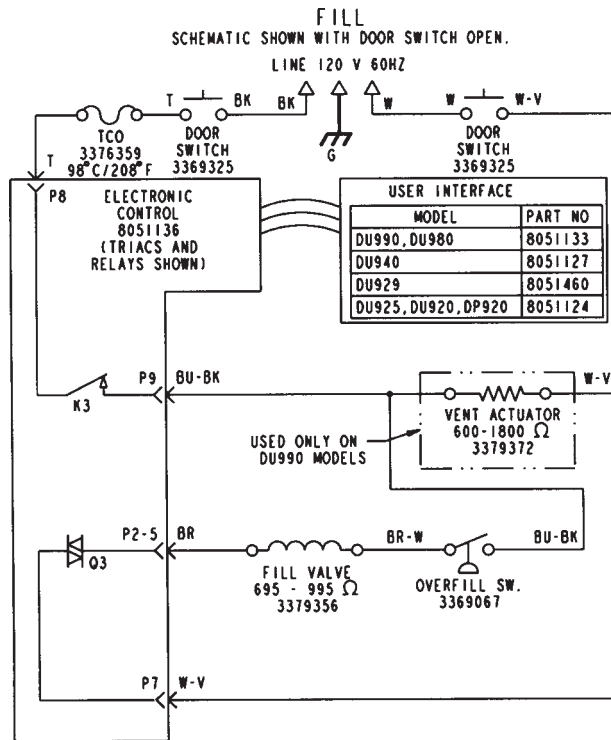 FILL
SCHEMATIC SHOWN WITH DOOR SWITCH OPEN.
LINE 120 V 60HZ
T
BK
BK
W
W
W-V
TCO
3376359
98°C/208°F
DOOR
SWITCH
3369325
G
DOOR
SWITCH
3369325
T
P8
ELECTRONIC
CONTROL
8051136
(TRIACS AND
RELAYS SHOWN)
USER INTERFACE
MODEL PART NO
DU990,DU980 8051133
DU940 8051127
DU929 8051460
DU925,DU920,DP920 8051124
K3
P9
BU-BK
W-V
VENT ACTUATOR
600-1800 Ω
3379372
USED ONLY ON
DU990 MODELS
Q3
P2-5
BR
BR-W
BU-BK
FILL VALVE
695 - 995 Ω
3379356
OVERFILL SW.
3369067
P7
W-V